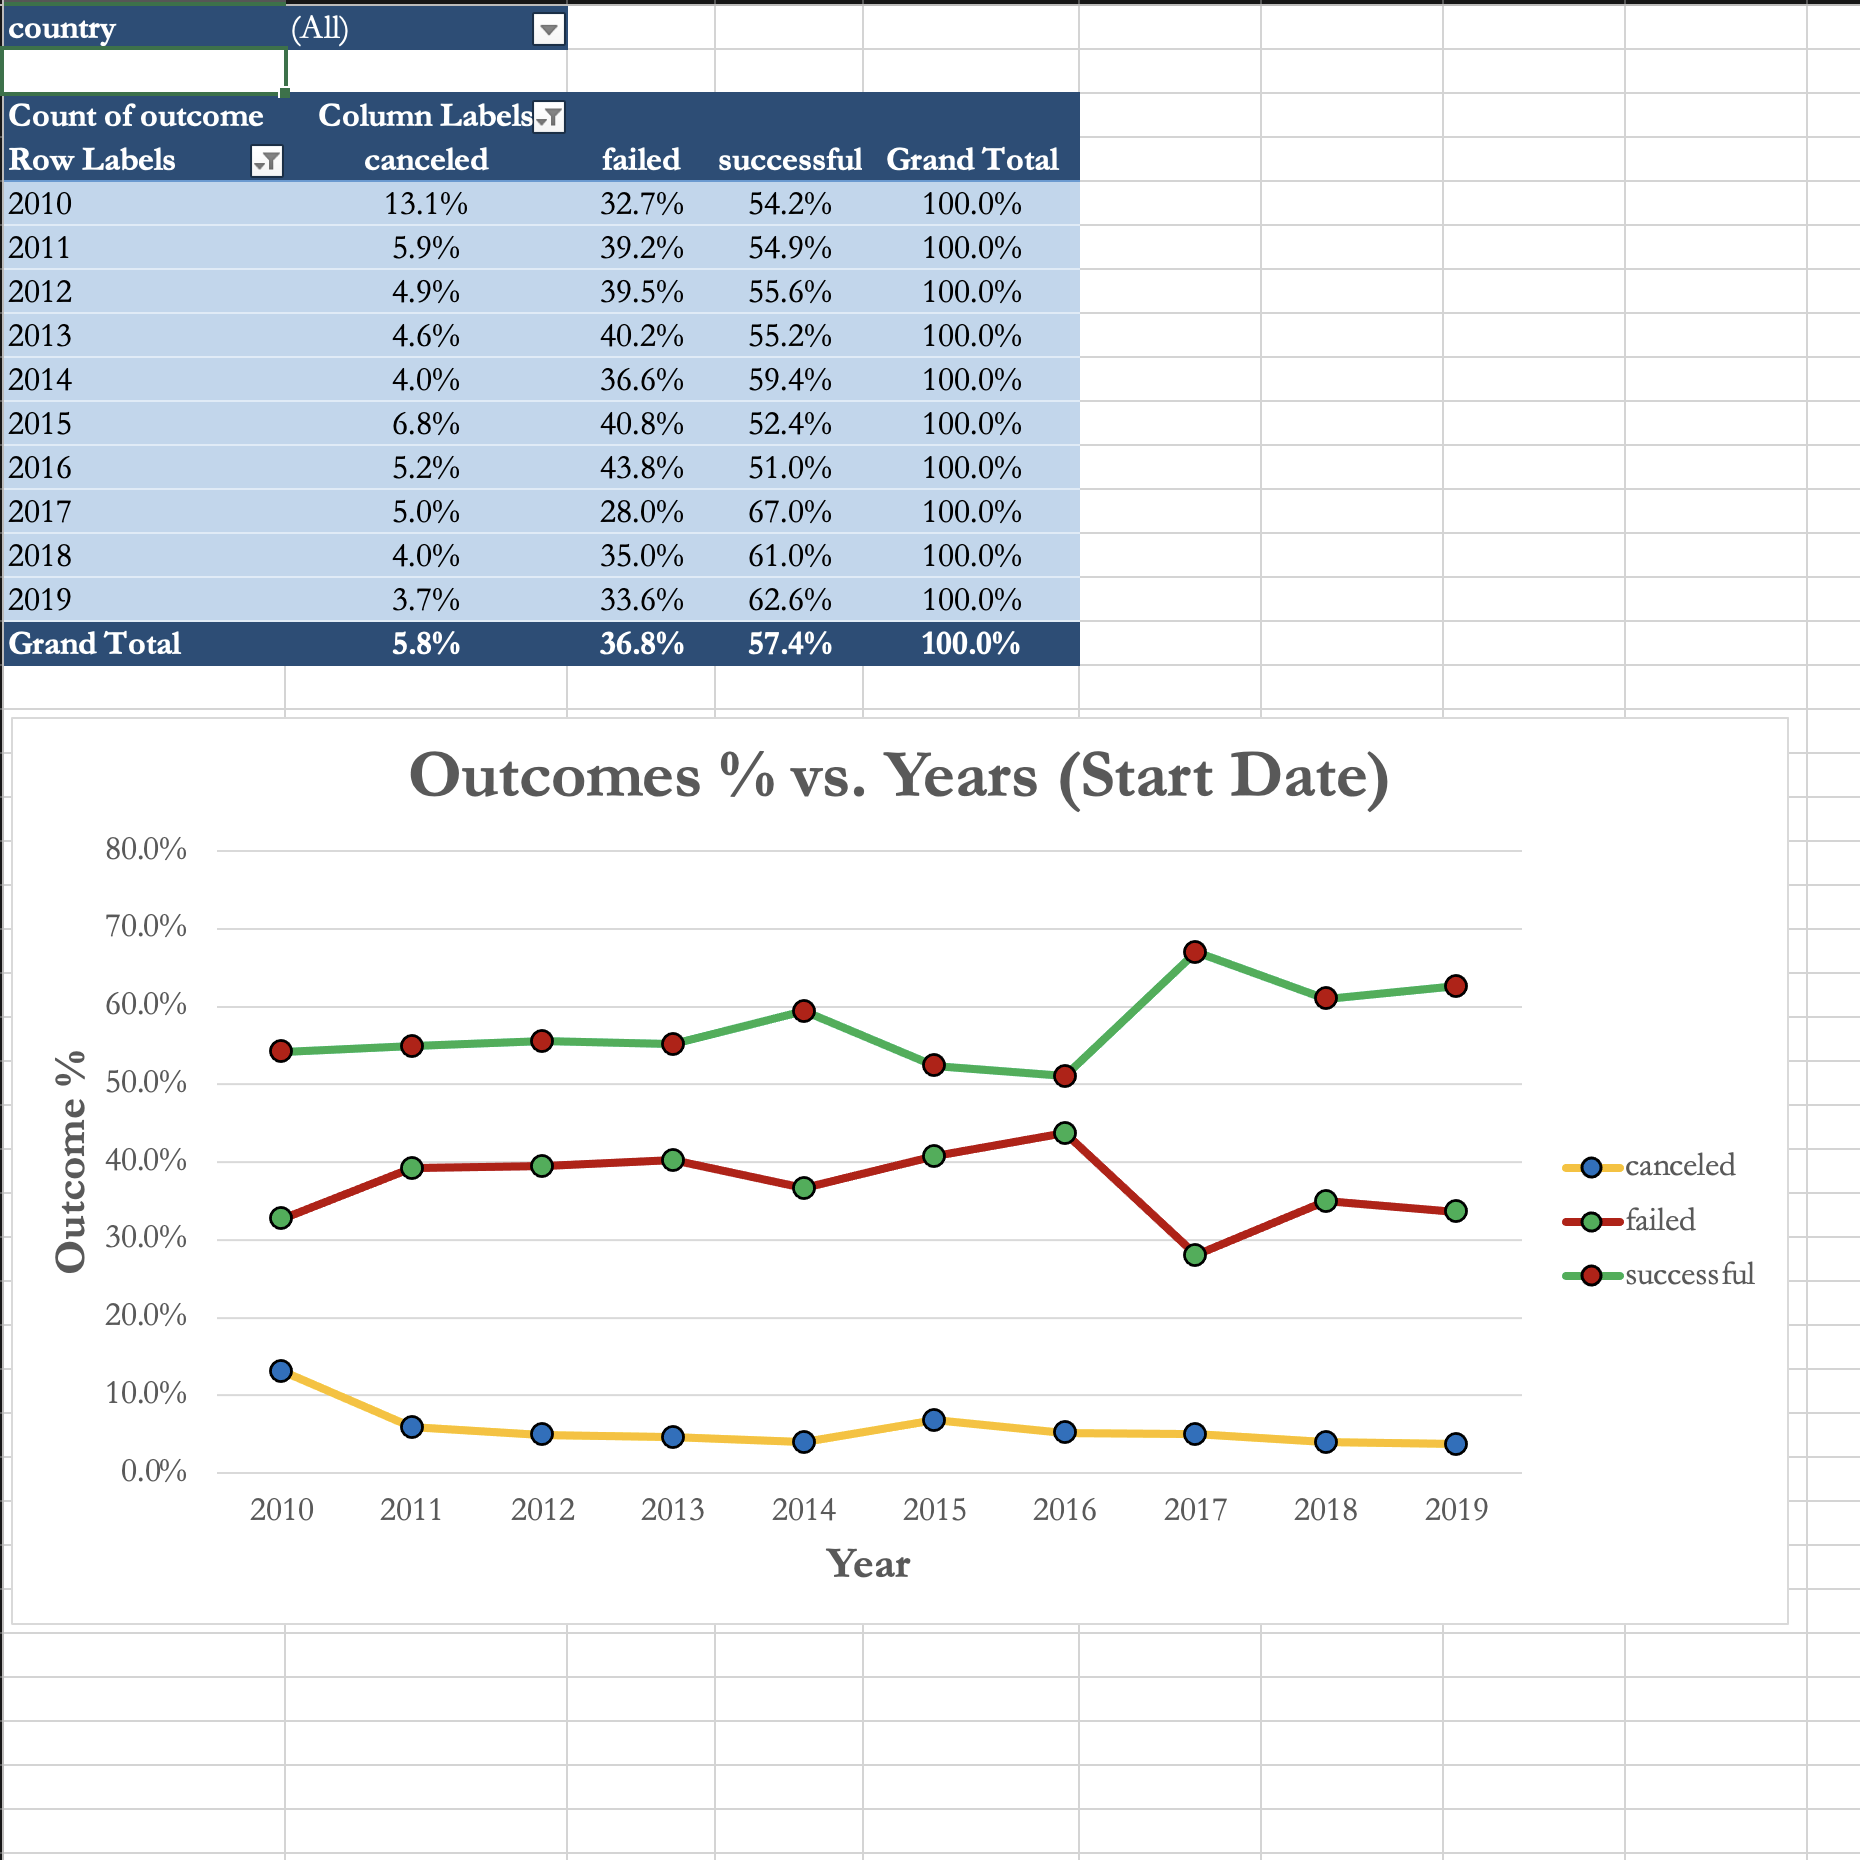 country (All)
Count of outcome Column Labels
Row Labels canceled failed successful Grand Total
2010 13.1% 32.7% 54.2% 100.0%
2011 5.9% 39.2% 54.9% 100.0%
2012 4.9% 39.5% 55.6% 100.0%
2013 4.6% 40.2% 55.2% 100.0%
2014 4.0% 36.6% 59.4% 100.0%
2015 6.8% 40.8% 52.4% 100.0%
2016 5.2% 43.8% 51.0% 100.0%
2017 5.0% 28.0% 67.0% 100.0%
2018 4.0% 35.0% 61.0% 100.0%
2019 3.7% 33.6% 62.6% 100.0%
Grand Total 5.8% 36.8% 57.4% 100.0%
Outcomes % vs. Years (Start Date)
80.0%
70.0%
60.0%
50.0%
40.0%
30.0%
20.0%
10.0%
0.0%
Outcome %
2010 2011 2012 2013 2014 2015 2016 2017 2018 2019
Year
canceled
failed
successful